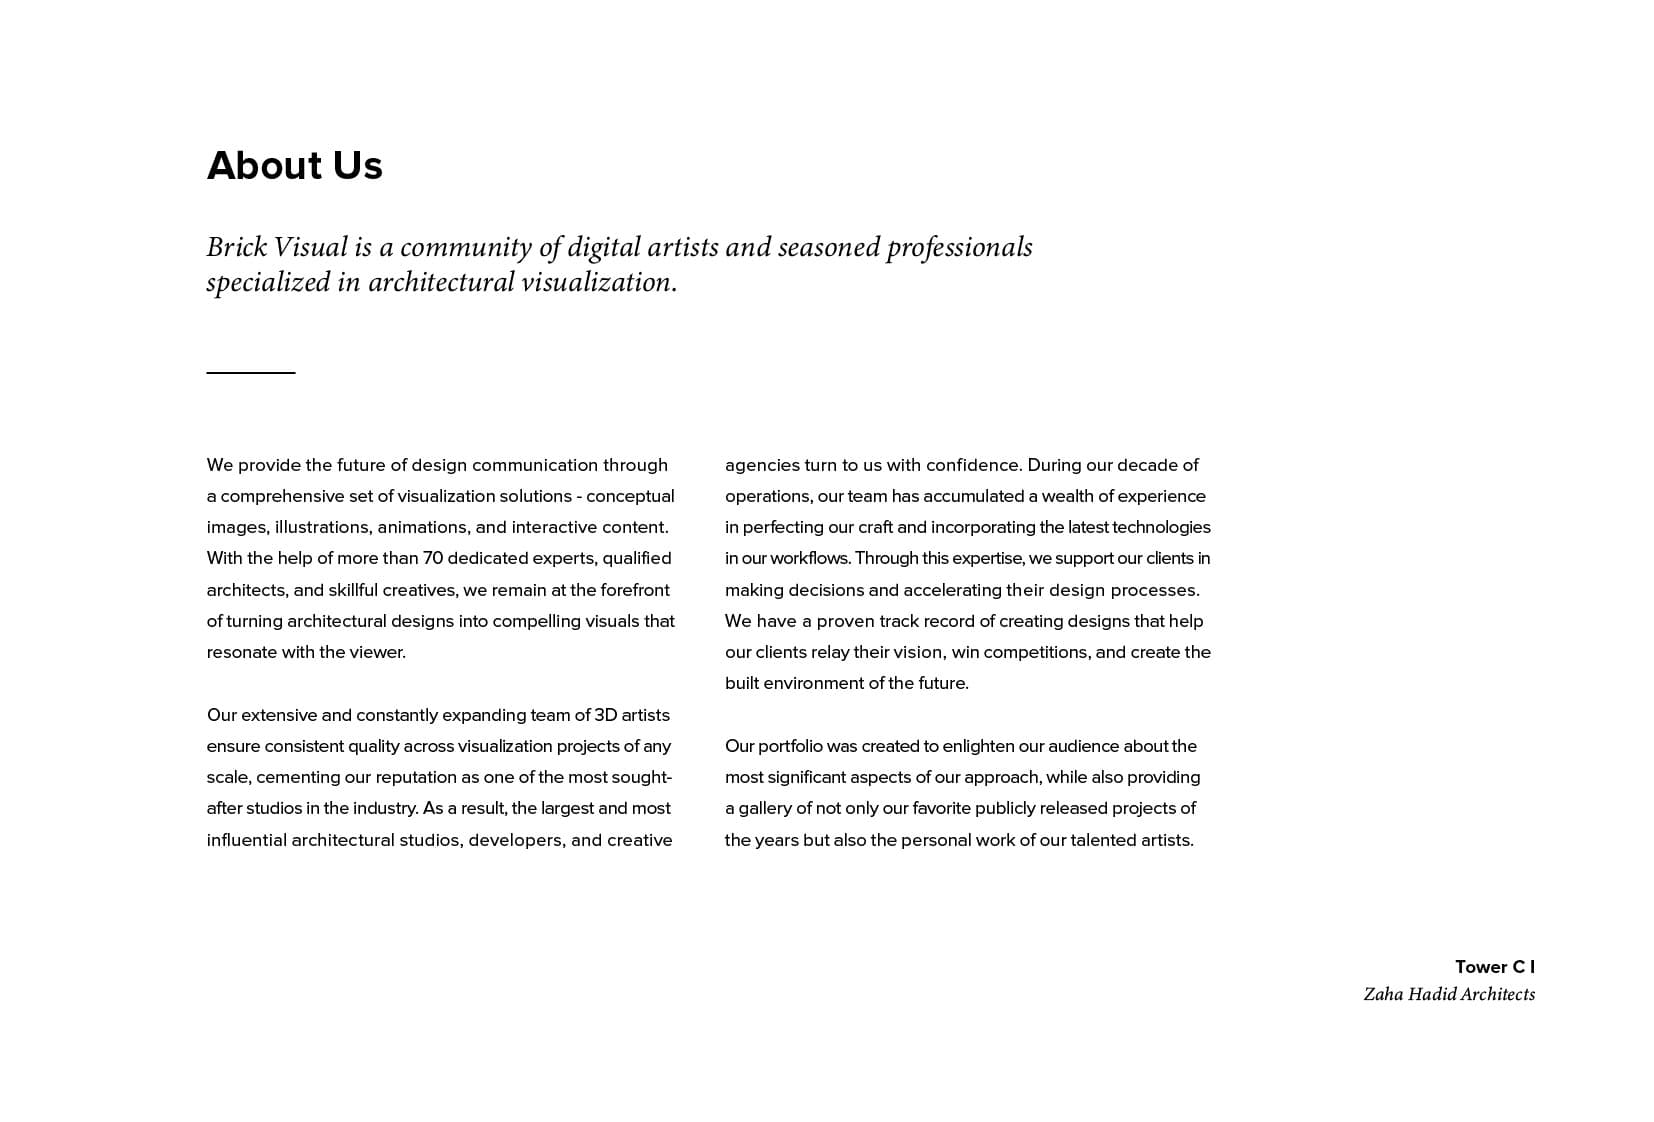 About Us
Brick Visual is a community of digital artists and seasoned professionals
specialized in architectural visualization.
We provide the future of design communication through
a comprehensive set of visualization solutions - conceptual
images, illustrations, animations, and interactive content.
With the help of more than 70 dedicated experts, qualified
architects, and skillful creatives, we remain at the forefront
of turning architectural designs into compelling visuals that
resonate with the viewer.
Our extensive and constantly expanding team of 3D artists
ensure consistent quality across visualization projects of any
scale, cementing our reputation as one of the most sought-
after studios in the industry. As a result, the largest and most
influential architectural studios, developers, and creative
agencies turn to us with confidence. During our decade of
operations, our team has accumulated a wealth of experience
in perfecting our craft and incorporating the latest technologies
in our workflows. Through this expertise, we support our clients in
making decisions and accelerating their design processes.
We have a proven track record of creating designs that help
our clients relay their vision, win competitions, and create the
built environment of the future.
Our portfolio was created to enlighten our audience about the
most significant aspects of our approach, while also providing
a gallery of not only our favorite publicly released projects of
the years but also the personal work of our talented artists.
Tower C I
Zaha Hadid Architects